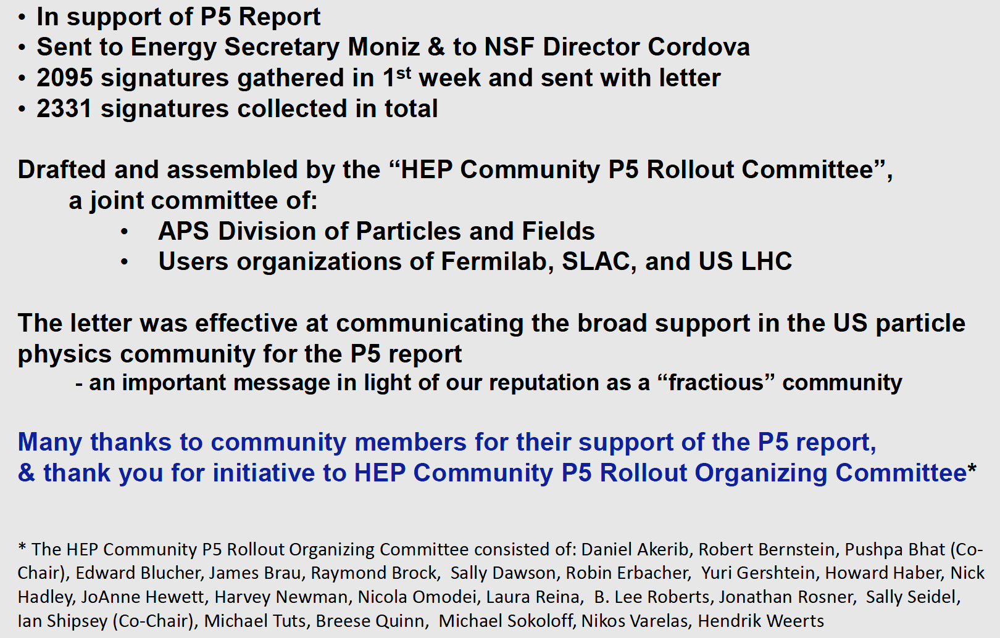 • In support of P5 Report
• Sent to Energy Secretary Moniz & to NSF Director Cordova
• 2095 signatures gathered in 1st week and sent with letter
• 2331 signatures collected in total
Drafted and assembled by the “HEP Community P5 Rollout Committee”,
a joint committee of:
• APS Division of Particles and Fields
• Users organizations of Fermilab, SLAC, and US LHC
The letter was effective at communicating the broad support in the US particle
physics community for the P5 report
- an important message in light of our reputation as a “fractious” community
Many thanks to community members for their support of the P5 report,
& thank you for initiative to HEP Community P5 Rollout Organizing Committee*
* The HEP Community P5 Rollout Organizing Committee consisted of: Daniel Akerib, Robert Bernstein, Pushpa Bhat (Co-
Chair), Edward Blucher, James Brau, Raymond Brock,  Sally Dawson, Robin Erbacher,  Yuri Gershtein, Howard Haber, Nick
Hadley, JoAnne Hewett, Harvey Newman, Nicola Omodei, Laura Reina,  B. Lee Roberts, Jonathan Rosner,  Sally Seidel,
Ian Shipsey (Co-Chair), Michael Tuts, Breese Quinn,  Michael Sokoloff, Nikos Varelas, Hendrik Weerts